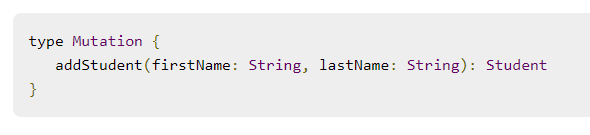 type Mutation {
   addStudent(firstName: String, lastName: String): Student
}